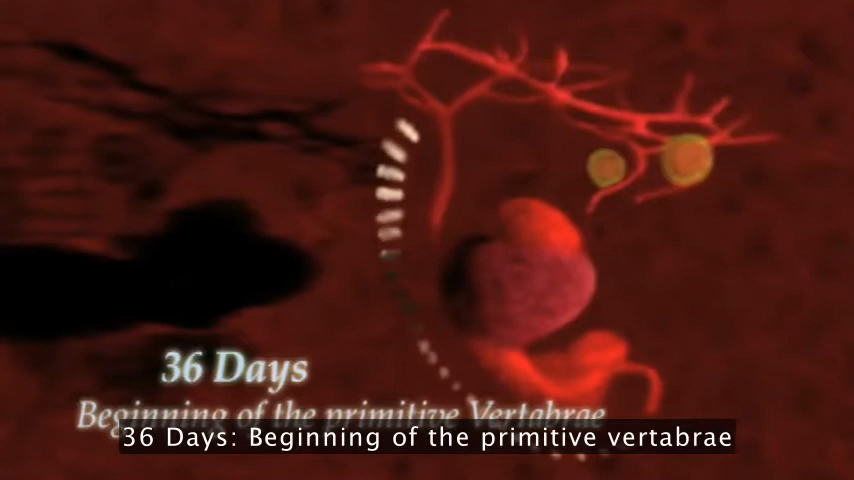 36 Days
Beginning of the primitive Vertabrae
36 Days: Beginning of the primitive vertabrae